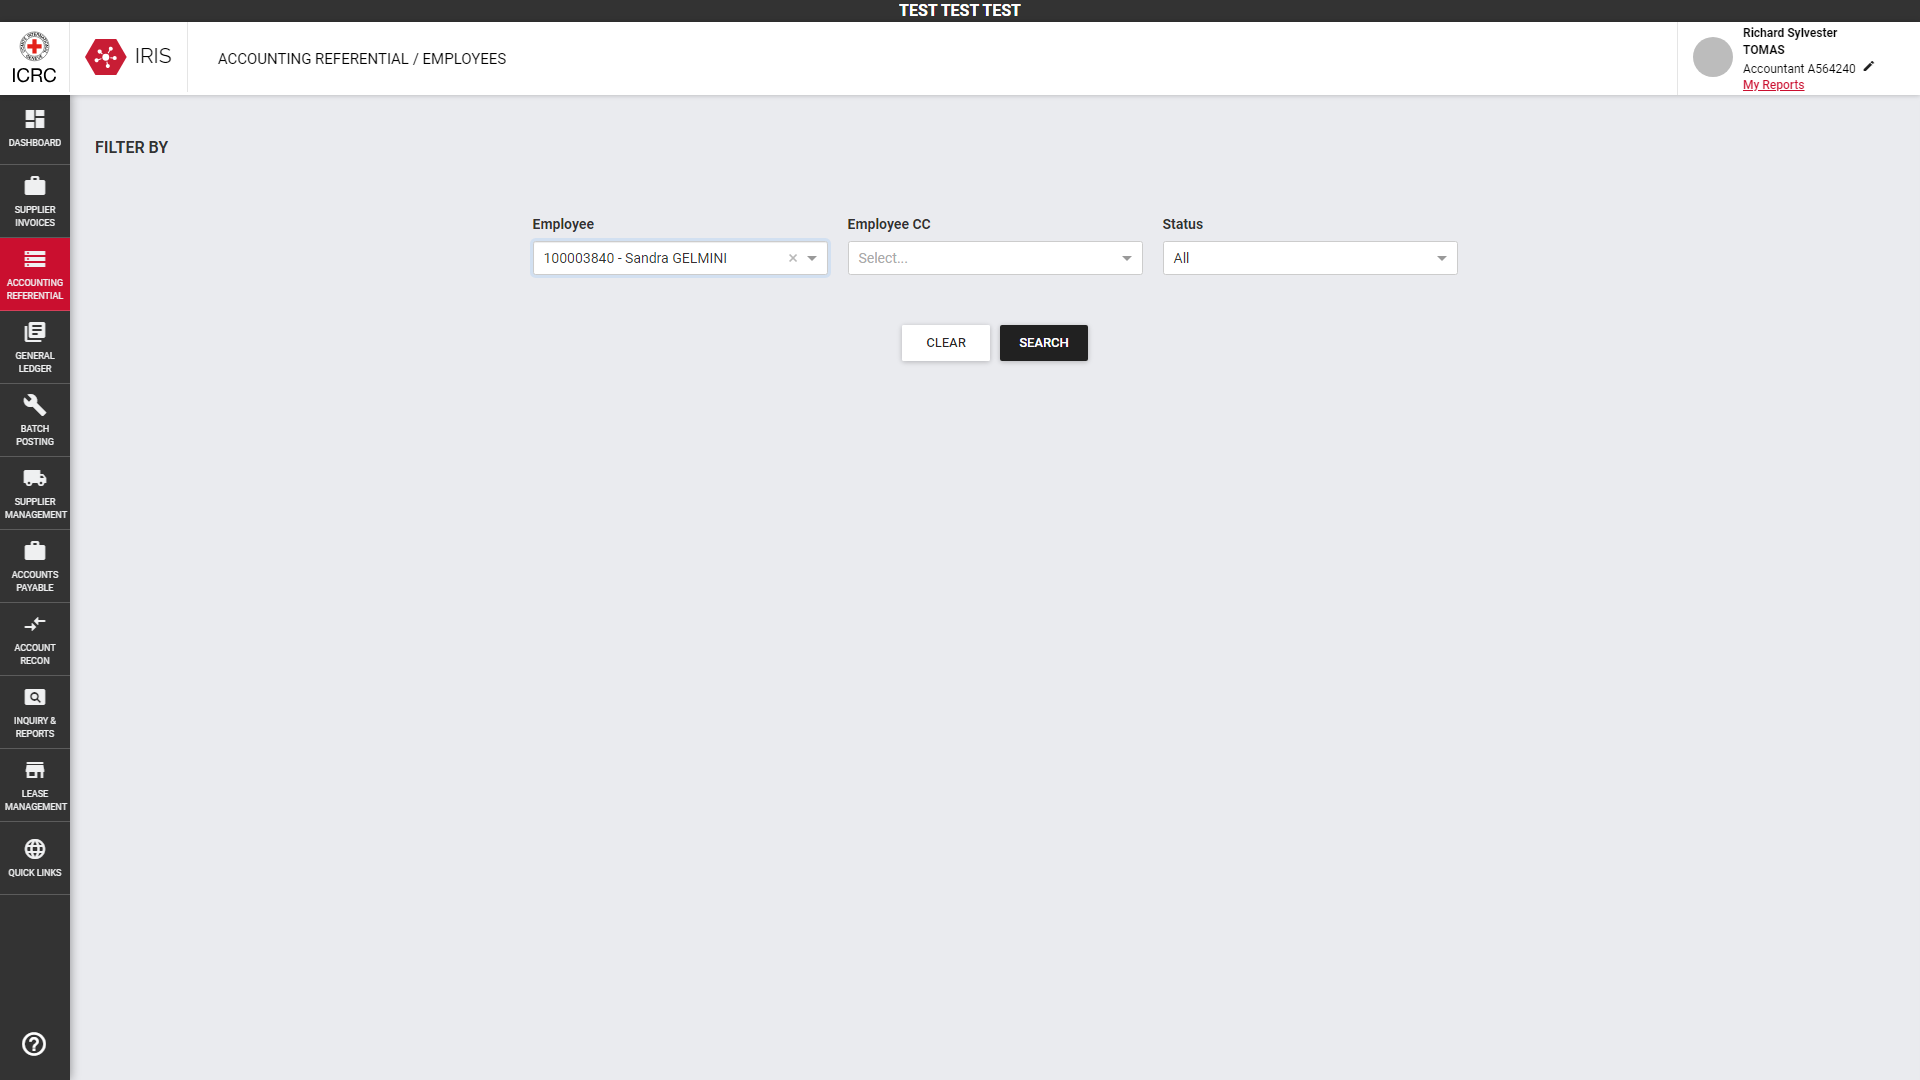 TEST TEST TEST
ICRC
IRIS
ACCOUNTING REFERENTIAL / EMPLOYEES
Richard Sylvester
TOMAS
Accountant A564240
My Reports
DASHBOARD
SUPPLIER
INVOICES
ACCOUNTING
REFERENTIAL
GENERAL
LEDGER
BATCH
POSTING
SUPPLIER
MANAGEMENT
ACCOUNTS
PAYABLE
ACCOUNT
RECON
INQUIRY &
REPORTS
LEASE
MANAGEMENT
QUICK LINKS
FILTER BY
Employee
Employee CC
Status
100003840 - Sandra GELMINI
Select...
All
CLEAR
SEARCH